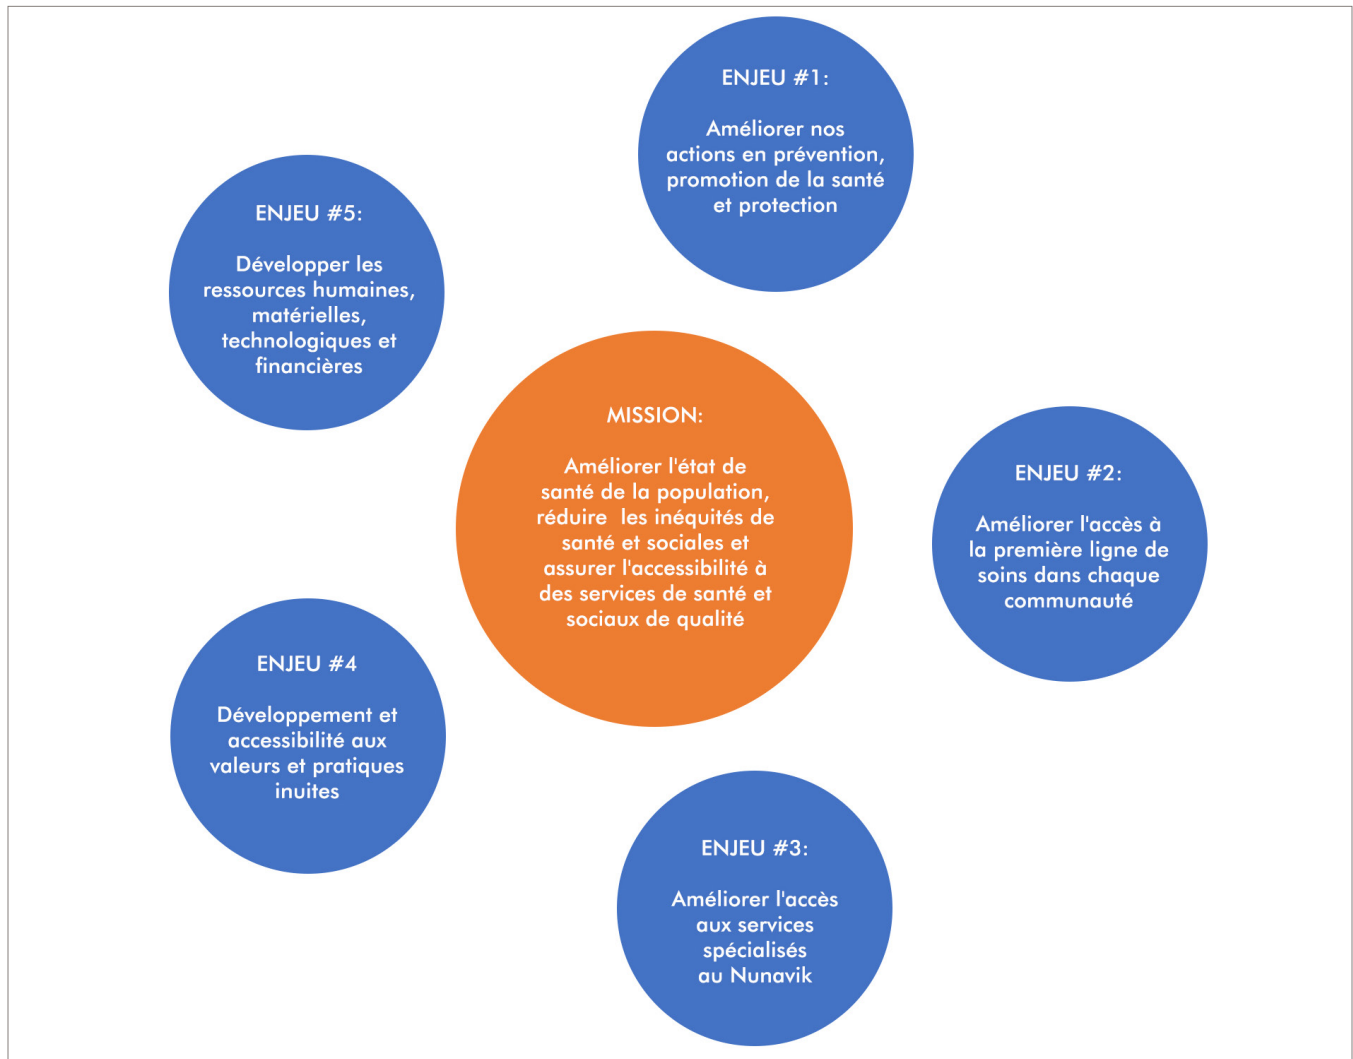 ENJEU #1:
Améliorer nos
actions en prévention,
promotion de la santé
et protection
ENJEU #5:
Développer les
ressources humaines,
matérielles,
technologiques et
financières
MISSION:
Améliorer l'état de
santé de la population,
réduire  les inéquités de
santé et sociales et
assurer l'accessibilité à
des services de santé et
sociaux de qualité
ENJEU #2:
Améliorer l'accès à
la première ligne de
soins dans chaque
communauté
ENJEU #4
Développement et
accessibilité aux
valeurs et pratiques
inuites
ENJEU #3:
Améliorer l'accès
aux services
spécialisés
au Nunavik